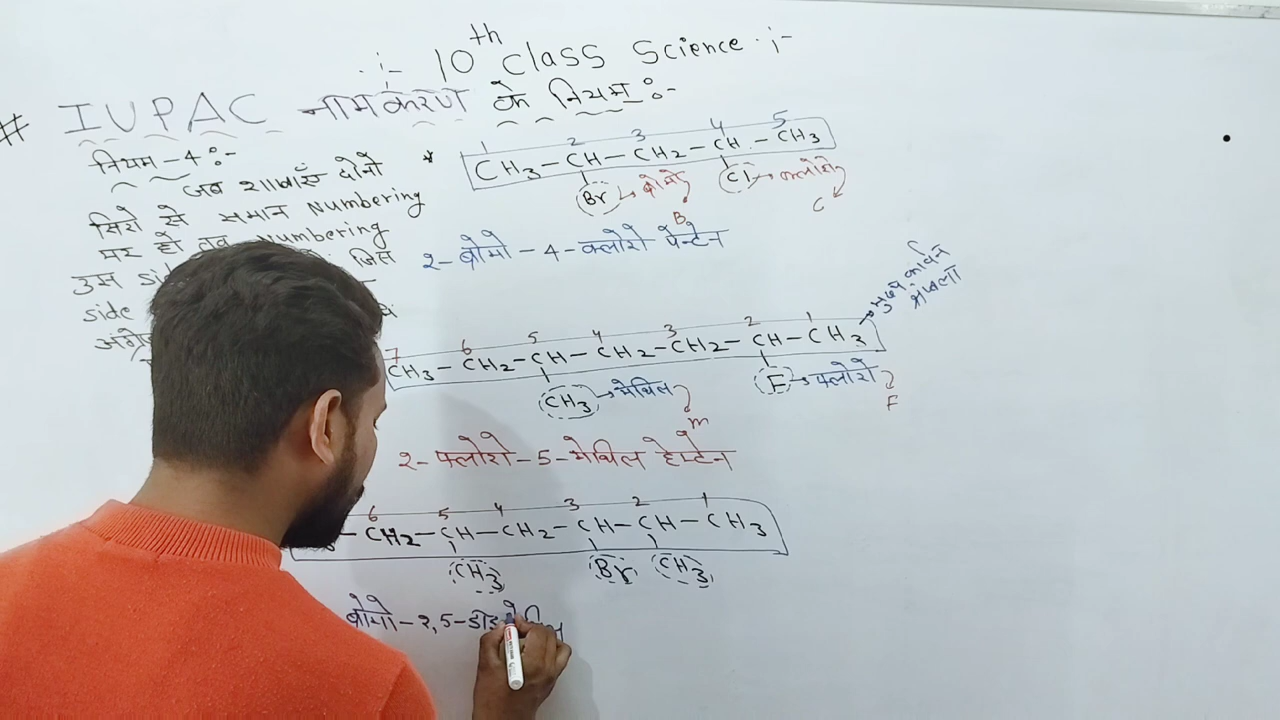 :- 10th Class Science :-
# IUPAC नामकरण के नियम :-
नियम-4 :-
जब शाखाएँ दोनों
सिरों से समान Numbering
पर हो तब Numbering
उस side
side
जिस
1 2 3 4 5
CH3-CH-CH2-CH-CH3
Br→ब्रोमो Cl→क्लोरो
B C
2-ब्रोमो-4-क्लोरो पेन्टेन
7 6 5 4 3 2 1
CH3-CH2-CH-CH2-CH2-CH-CH3
मुख्य कार्बन
CH3→मेथिल F→फ्लोरो
m F
2-फ्लोरो-5-मेथिल हेप्टेन
6 5 4 3 2 1
3-CH2-CH-CH2-CH-CH-CH3
CH3 Br CH3
ब्रोमो-2,5-डाइ